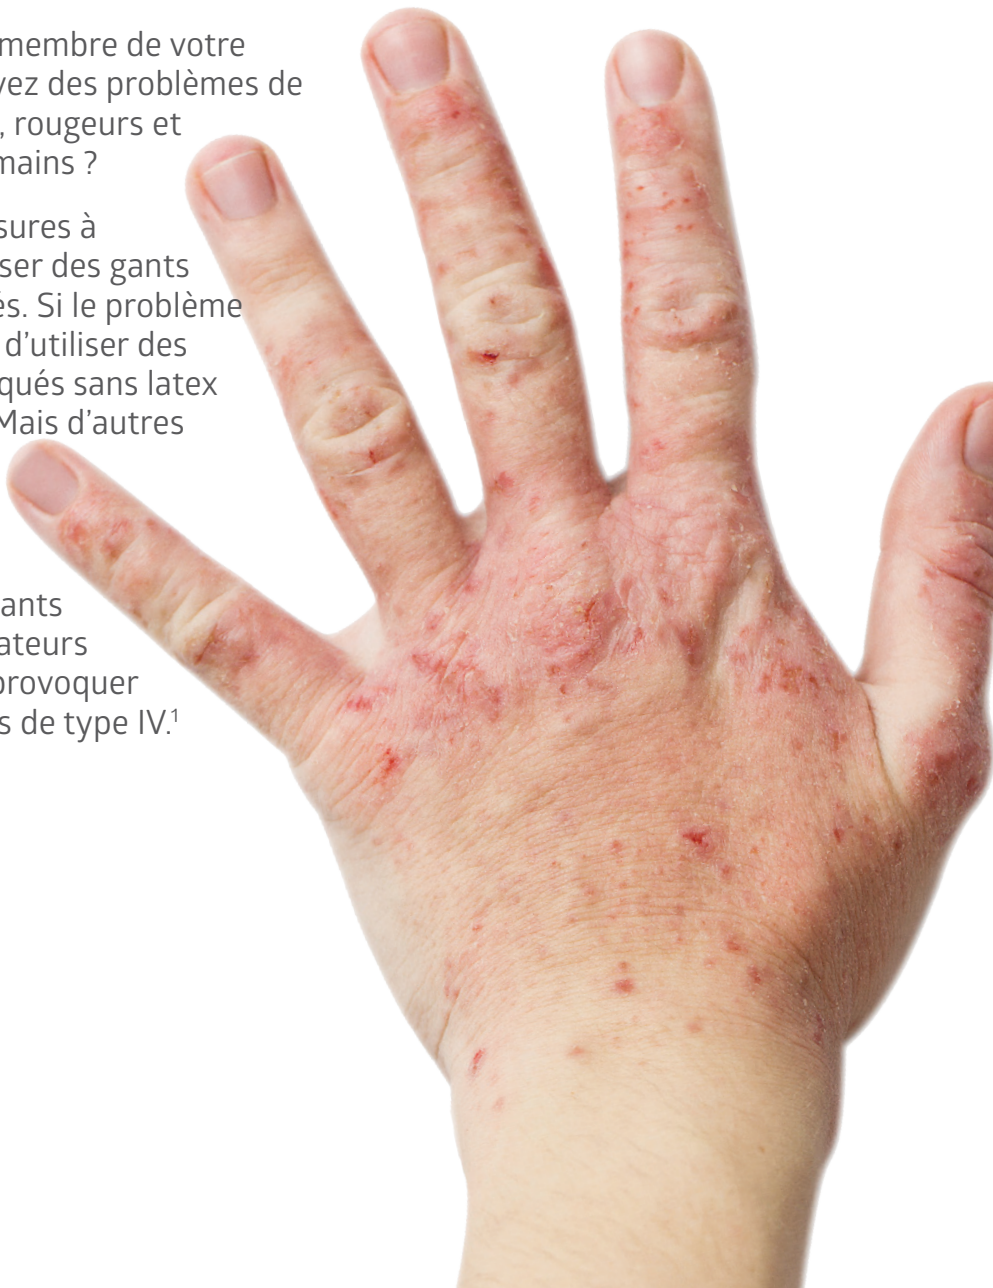 membre de votre
vez des problèmes de
, rougeurs et
mains ?
sures à
ser des gants
és. Si le problème
d’utiliser des
qués sans latex
Mais d’autres
ants
ateurs
provoquer
s de type IV.¹